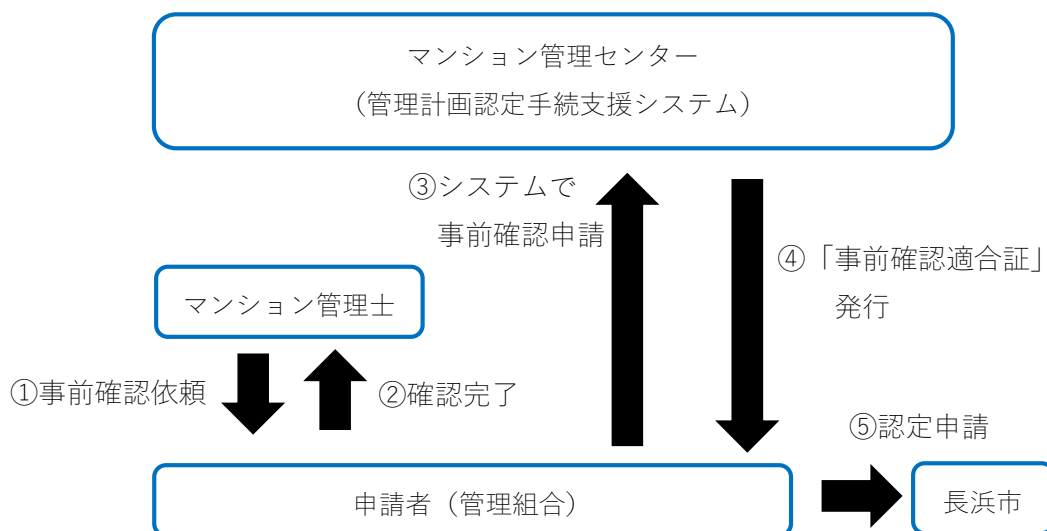 マンション管理センター
（管理計画認定手続支援システム）
③システムで
事前確認申請
④「事前確認適合証」
発行
マンション管理士
①事前確認依頼
②確認完了
⑤認定申請
申請者（管理組合）
長浜市